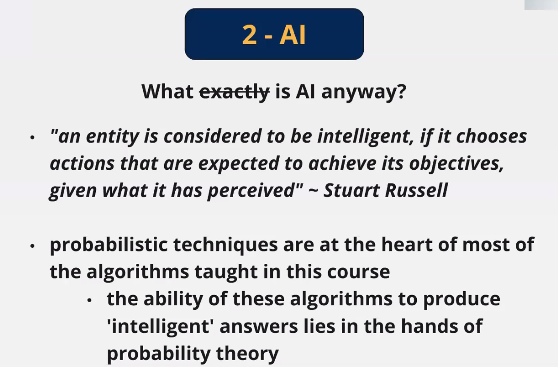 2 - AI
What exactly is AI anyway?
• "an entity is considered to be intelligent, if it chooses
actions that are expected to achieve its objectives,
given what it has perceived" ~ Stuart Russell
• probabilistic techniques are at the heart of most of
the algorithms taught in this course
• the ability of these algorithms to produce
'intelligent' answers lies in the hands of
probability theory